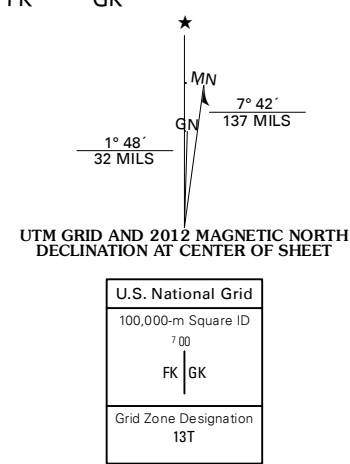 FK GK
★
MN
GN
7° 42´
137 MILS
1° 48´
32 MILS
UTM GRID AND 2012 MAGNETIC NORTH
DECLINATION AT CENTER OF SHEET
U.S. National Grid
100,000-m Square ID
7 00
FK GK
Grid Zone Designation
13T